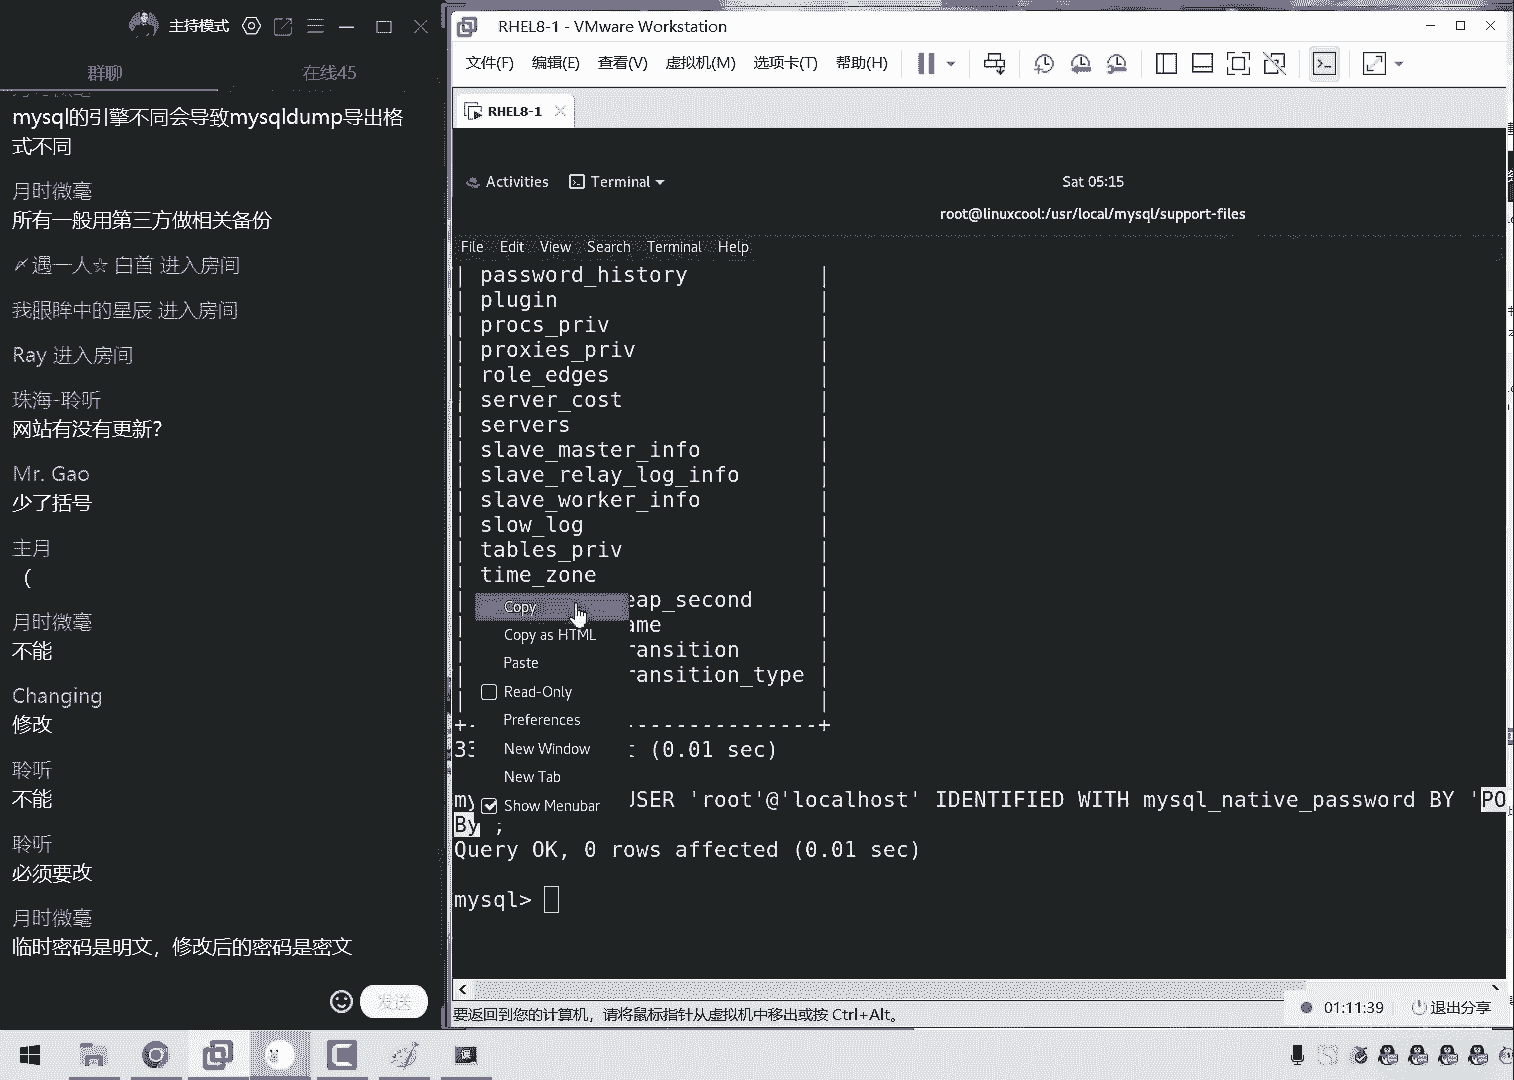 主持模式
群聊
在线45
mysql的引擎不同会导致mysqldump导出格
式不同
月时微毫
所有一般用第三方做相关备份
〆遇一人☆ 白首 进入房间
我眼眸中的星辰 进入房间
Ray 进入房间
珠海-聆听
网站有没有更新?
Mr. Gao
少了括号
主月
（
月时微毫
不能
Changing
修改
聆听
不能
聆听
必须要改
月时微毫
临时密码是明文，修改后的密码是密文
发送
RHEL8-1 - VMware Workstation
文件(F) 编辑(E) 查看(V) 虚拟机(M) 选项卡(T) 帮助(H)
RHEL8-1
Activities Terminal Sat 05:15
root@linuxcool:/usr/local/mysql/support-files
File Edit View Search Terminal Help
| password_history |
| plugin |
| procs_priv |
| proxies_priv |
| role_edges |
| server_cost |
| servers |
| slave_master_info |
| slave_relay_log_info |
| slave_worker_info |
| slow_log |
| tables_priv |
| time_zone |
| eap_second |
| ame |
| ransition |
| ransition_type |
Copy
Copy as HTML
Paste
Read-Only
Preferences
New Window
New Tab
Show Menubar
33 (0.01 sec)
my USER 'root'@'localhost' IDENTIFIED WITH mysql_native_password BY 'PO
By ;
Query OK, 0 rows affected (0.01 sec)
mysql>
要返回到您的计算机，请将鼠标指针从虚拟机中移出或按 Ctrl+Alt。
01:11:39 退出分享